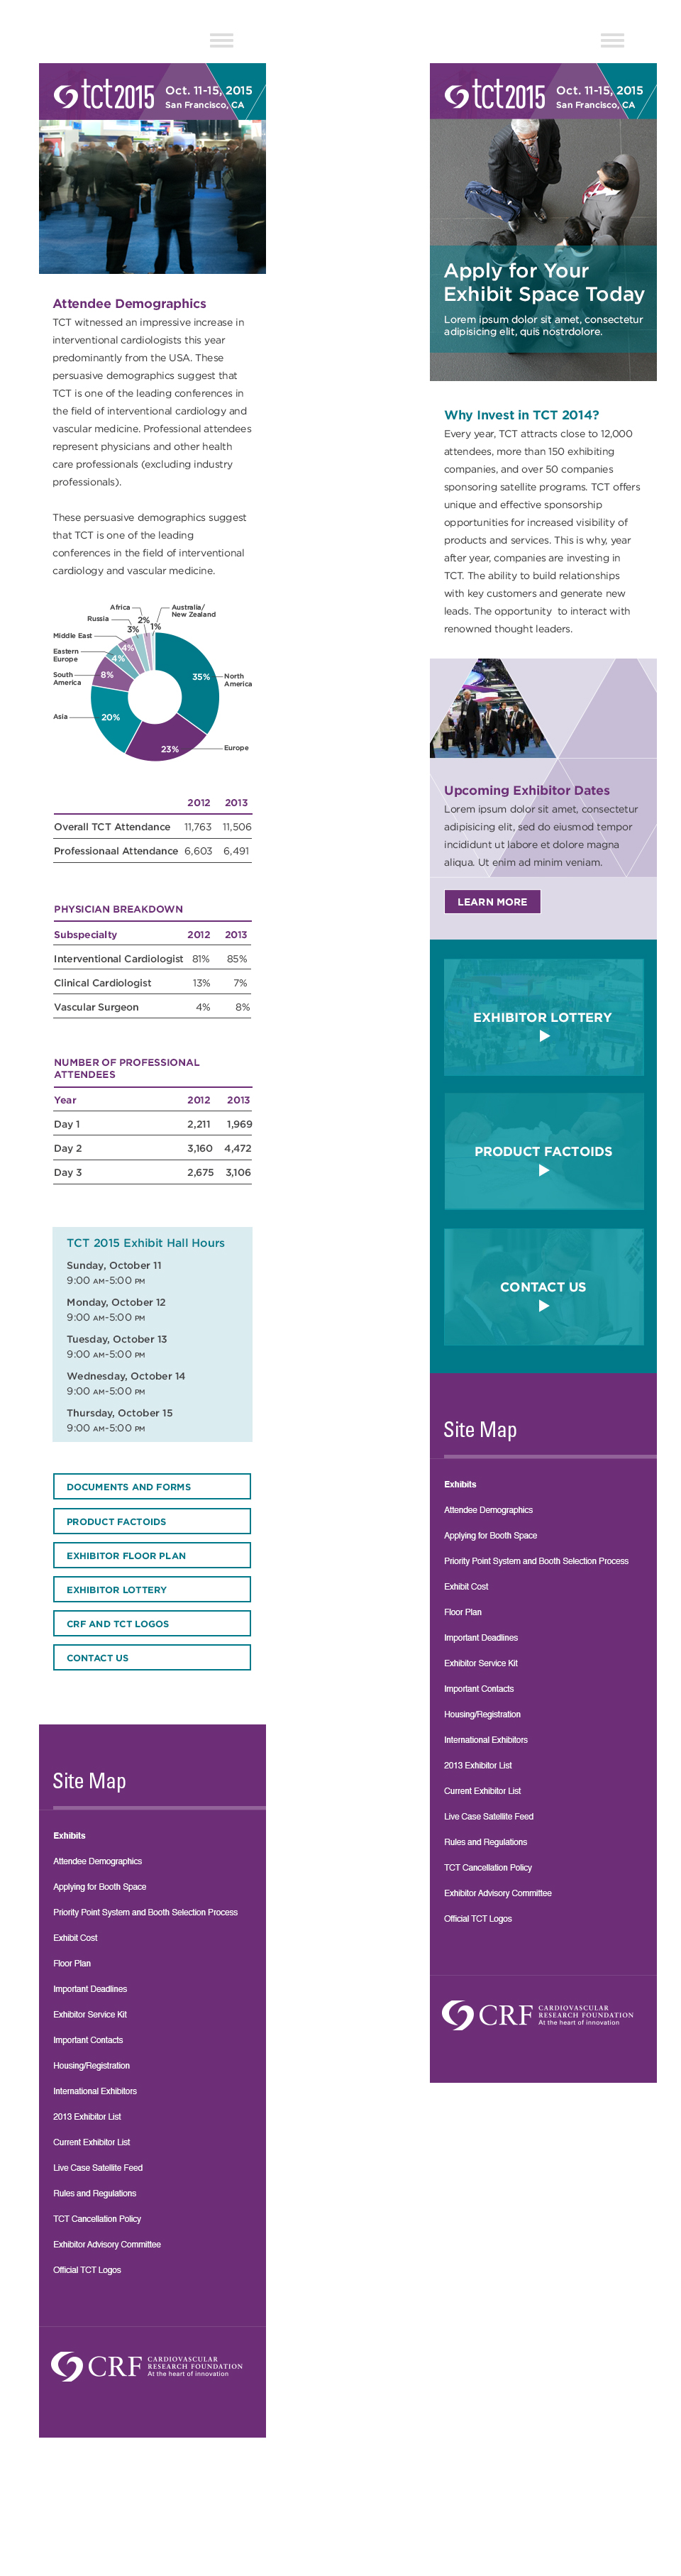 tct2015
Oct. 11-15, 2015
San Francisco, CA
Attendee Demographics
TCT witnessed an impressive increase in
interventional cardiologists this year
predominantly from the USA. These
persuasive demographics suggest that
TCT is one of the leading conferences in
the field of interventional cardiology and
vascular medicine. Professional attendees
represent physicians and other health
care professionals (excluding industry
professionals).
These persuasive demographics suggest
that TCT is one of the leading
conferences in the field of interventional
cardiology and vascular medicine.
Africa
Australia/
New Zealand
Russia
2%
1%
3%
Middle East
4%
Eastern
Europe
4%
South
America
8%
35%
North
America
Asia
20%
23%
Europe
2012 2013
Overall TCT Attendance 11,763 11,506
Professionaal Attendance 6,603 6,491
PHYSICIAN BREAKDOWN
Subspecialty 2012 2013
Interventional Cardiologist 81% 85%
Clinical Cardiologist 13% 7%
Vascular Surgeon 4% 8%
NUMBER OF PROFESSIONAL
ATTENDEES
Year 2012 2013
Day 1 2,211 1,969
Day 2 3,160 4,472
Day 3 2,675 3,106
TCT 2015 Exhibit Hall Hours
Sunday, October 11
9:00 AM-5:00 PM
Monday, October 12
9:00 AM-5:00 PM
Tuesday, October 13
9:00 AM-5:00 PM
Wednesday, October 14
9:00 AM-5:00 PM
Thursday, October 15
9:00 AM-5:00 PM
DOCUMENTS AND FORMS
PRODUCT FACTOIDS
EXHIBITOR FLOOR PLAN
EXHIBITOR LOTTERY
CRF AND TCT LOGOS
CONTACT US
Site Map
Exhibits
Attendee Demographics
Applying for Booth Space
Priority Point System and Booth Selection Process
Exhibit Cost
Floor Plan
Important Deadlines
Exhibitor Service Kit
Important Contacts
Housing/Registration
International Exhibitors
2013 Exhibitor List
Current Exhibitor List
Live Case Satellite Feed
Rules and Regulations
TCT Cancellation Policy
Exhibitor Advisory Committee
Official TCT Logos
CRF CARDIOVASCULAR
RESEARCH FOUNDATION
At the heart of innovation
tct2015
Oct. 11-15, 2015
San Francisco, CA
Apply for Your
Exhibit Space Today
Lorem ipsum dolor sit amet, consectetur
adipisicing elit, quis nostrdolore.
Why Invest in TCT 2014?
Every year, TCT attracts close to 12,000
attendees, more than 150 exhibiting
companies, and over 50 companies
sponsoring satellite programs. TCT offers
unique and effective sponsorship
opportunities for increased visibility of
products and services. This is why, year
after year, companies are investing in
TCT. The ability to build relationships
with key customers and generate new
leads. The opportunity to interact with
renowned thought leaders.
Upcoming Exhibitor Dates
Lorem ipsum dolor sit amet, consectetur
adipisicing elit, sed do eiusmod tempor
incididunt ut labore et dolore magna
aliqua. Ut enim ad minim veniam.
LEARN MORE
EXHIBITOR LOTTERY
PRODUCT FACTOIDS
CONTACT US
Site Map
Exhibits
Attendee Demographics
Applying for Booth Space
Priority Point System and Booth Selection Process
Exhibit Cost
Floor Plan
Important Deadlines
Exhibitor Service Kit
Important Contacts
Housing/Registration
International Exhibitors
2013 Exhibitor List
Current Exhibitor List
Live Case Satellite Feed
Rules and Regulations
TCT Cancellation Policy
Exhibitor Advisory Committee
Official TCT Logos
CRF CARDIOVASCULAR
RESEARCH FOUNDATION
At the heart of innovation